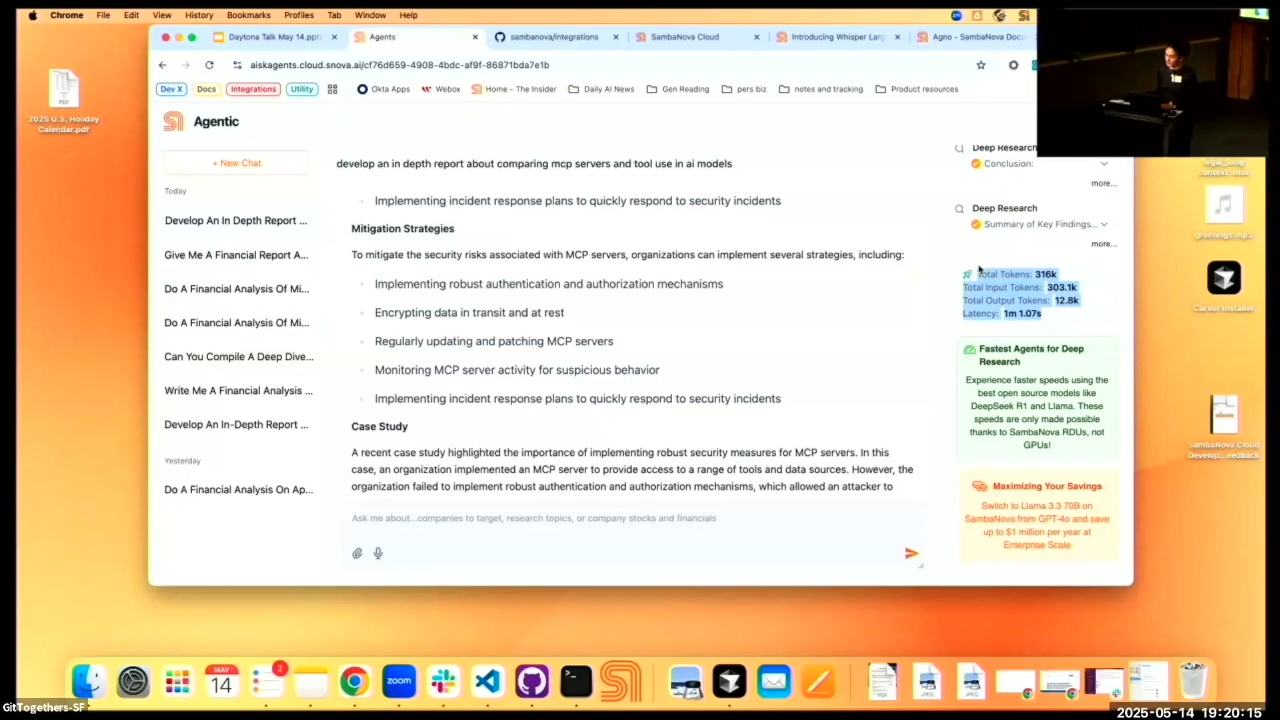 Chrome File Edit View History Bookmarks Profiles Tab Window Help
Daytona Talk May 14.ppt
Agents
sambanova/integrations
SambaNova Cloud
Introducing Whisper Larg
Agno - SambaNova Docu
aiskagents.cloud.snova.ai/cf76d659-4908-4bdc-af9f-86871bda7e1b
Dev X Docs Integrations Utility Okta Apps Webox Home - The Insider Daily AI News Gen Reading pers biz notes and tracking Product resources
2025 U.S. Holiday
Calendar.pdf
Agentic
+ New Chat
Today
Develop An In Depth Report ...
Give Me A Financial Report A...
Do A Financial Analysis Of Mi...
Do A Financial Analysis Of Mi...
Can You Compile A Deep Dive...
Write Me A Financial Analysis ...
Develop An In-Depth Report ...
Yesterday
Do A Financial Analysis On Ap...
develop an in depth report about comparing mcp servers and tool use in ai models
Implementing incident response plans to quickly respond to security incidents
Mitigation Strategies
To mitigate the security risks associated with MCP servers, organizations can implement several strategies, including:
Implementing robust authentication and authorization mechanisms
Encrypting data in transit and at rest
Regularly updating and patching MCP servers
Monitoring MCP server activity for suspicious behavior
Implementing incident response plans to quickly respond to security incidents
Case Study
A recent case study highlighted the importance of implementing robust security measures for MCP servers. In this
case, an organization implemented an MCP server to provide access to a range of tools and data sources. However, the
organization failed to implement robust authentication and authorization mechanisms, which allowed an attacker to
Ask me about...companies to target, research topics, or company stocks and financials
Deep Research
Conclusion:
more...
Deep Research
Summary of Key Findings...
more...
Total Tokens: 316k
Total Input Tokens: 303.1k
Total Output Tokens: 12.8k
Latency: 1m 1.07s
Fastest Agents for Deep
Research
Experience faster speeds using the
best open source models like
DeepSeek R1 and Llama. These
speeds are only made possible
thanks to SambaNova RDUs, not
GPUs!
Maximizing Your Savings
Switch to Llama 3.3 70B on
SambaNova from GPT-4o and save
up to $1 million per year at
Enterprise Scale
legal_long
context_.mov
greetings.mp3
Cursor Installer
SambaNova Cloud
Develop...eedback
MAY
14
2
zoom
GitTogethers-SF
2025-05-14 19:20:15